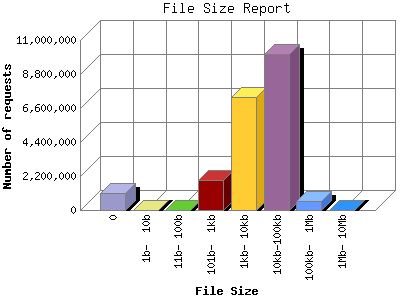 File Size Report
Number of requests
11,000,000
8,800,000
6,600,000
4,400,000
2,200,000
0
0
1b- 10b
11b- 100b
101b- 1kb
1kb- 10kb
10kb-100kb
100kb- 1Mb
1Mb- 10Mb
File Size